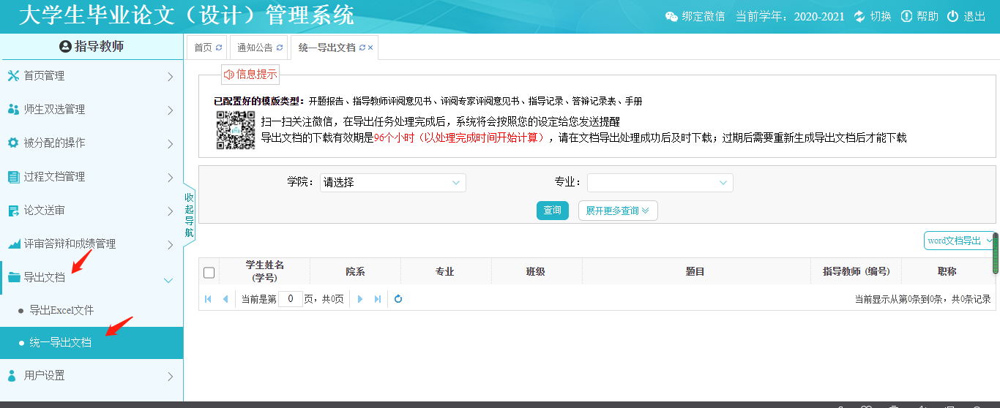 大学生毕业论文（设计）管理系统
绑定微信 当前学年：2020-2021 切换 帮助 退出
指导教师
首页管理
师生双选管理
被分配的操作
过程文档管理
论文送审
评审答辩和成绩管理
导出文档
导出Excel文件
统一导出文档
用户设置
收起导航
首页 通知公告 统一导出文档
信息提示
已配置好的模版类型：开题报告、指导教师评阅意见书、评阅专家评阅意见书、指导记录、答辩记录表、手册
扫一扫关注微信，在导出任务处理完成后，系统将会按照您的设定给您发送提醒
导出文档的下载有效期是96个小时（以处理完成时间开始计算），请在文档导出处理成功后及时下载；过期后需要重新生成导出文档后才能下载
学院：请选择 专业：
查询 展开更多查询
word文档导出
学生姓名
(学号) 院系 专业 班级 题目 指导教师 (编号) 职称
当前是第 0 页，共0页 当前显示从第0条到0条，共0条记录